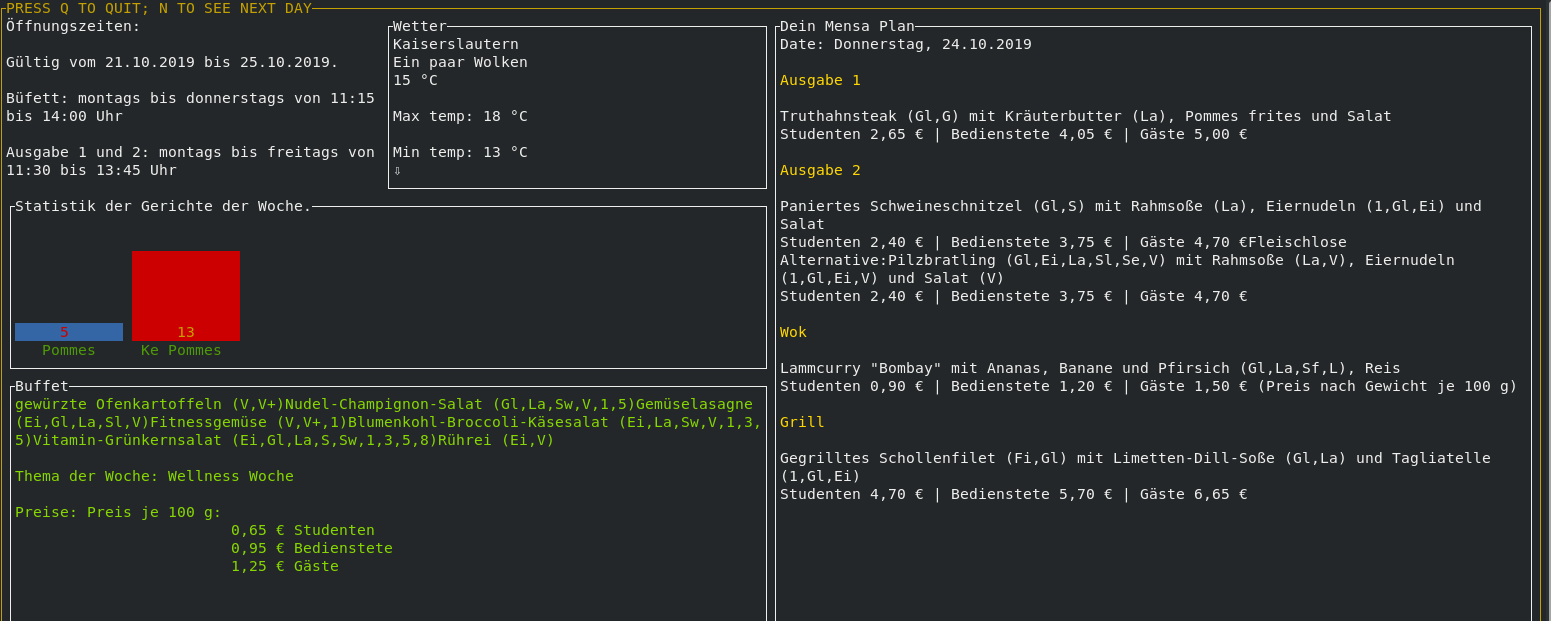 PRESS Q TO QUIT; N TO SEE NEXT DAY
Öffnungszeiten:
Gültig vom 21.10.2019 bis 25.10.2019.
Büfett: montags bis donnerstags von 11:15
bis 14:00 Uhr
Ausgabe 1 und 2: montags bis freitags von
11:30 bis 13:45 Uhr
Wetter
Kaiserslautern
Ein paar Wolken
15 °C
Max temp: 18 °C
Min temp: 13 °C
⇩
Statistik der Gerichte der Woche.
5
13
Pommes
Ke Pommes
Buffet
gewürzte Ofenkartoffeln (V,V+)Nudel-Champignon-Salat (Gl,La,Sw,V,1,5)Gemüselasagne
(Ei,Gl,La,Sl,V)Fitnessgemüse (V,V+,1)Blumenkohl-Broccoli-Käsesalat (Ei,La,Sw,V,1,3,
5)Vitamin-Grünkernsalat (Ei,Gl,La,S,Sw,1,3,5,8)Rührei (Ei,V)
Thema der Woche: Wellness Woche
Preise: Preis je 100 g:
0,65 € Studenten
0,95 € Bedienstete
1,25 € Gäste
Dein Mensa Plan
Date: Donnerstag, 24.10.2019
Ausgabe 1
Truthahnsteak (Gl,G) mit Kräuterbutter (La), Pommes frites und Salat
Studenten 2,65 € | Bedienstete 4,05 € | Gäste 5,00 €
Ausgabe 2
Paniertes Schweineschnitzel (Gl,S) mit Rahmsoße (La), Eiernudeln (1,Gl,Ei) und
Salat
Studenten 2,40 € | Bedienstete 3,75 € | Gäste 4,70 €Fleischlose
Alternative:Pilzbratling (Gl,Ei,La,Sl,Se,V) mit Rahmsoße (La,V), Eiernudeln
(1,Gl,Ei,V) und Salat (V)
Studenten 2,40 € | Bedienstete 3,75 € | Gäste 4,70 €
Wok
Lammcurry "Bombay" mit Ananas, Banane und Pfirsich (Gl,La,Sf,L), Reis
Studenten 0,90 € | Bedienstete 1,20 € | Gäste 1,50 € (Preis nach Gewicht je 100 g)
Grill
Gegrilltes Schollenfilet (Fi,Gl) mit Limetten-Dill-Soße (Gl,La) und Tagliatelle
(1,Gl,Ei)
Studenten 4,70 € | Bedienstete 5,70 € | Gäste 6,65 €